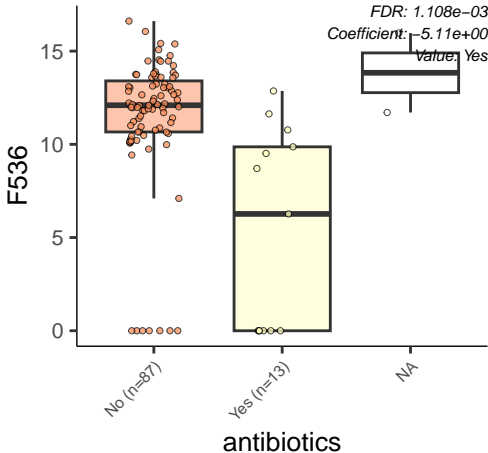 FDR: 1.108e−03
Coefficient: −5.11e+00
Value: Yes
F536
15
10
5
0
No (n=87)
Yes (n=13)
NA
antibiotics